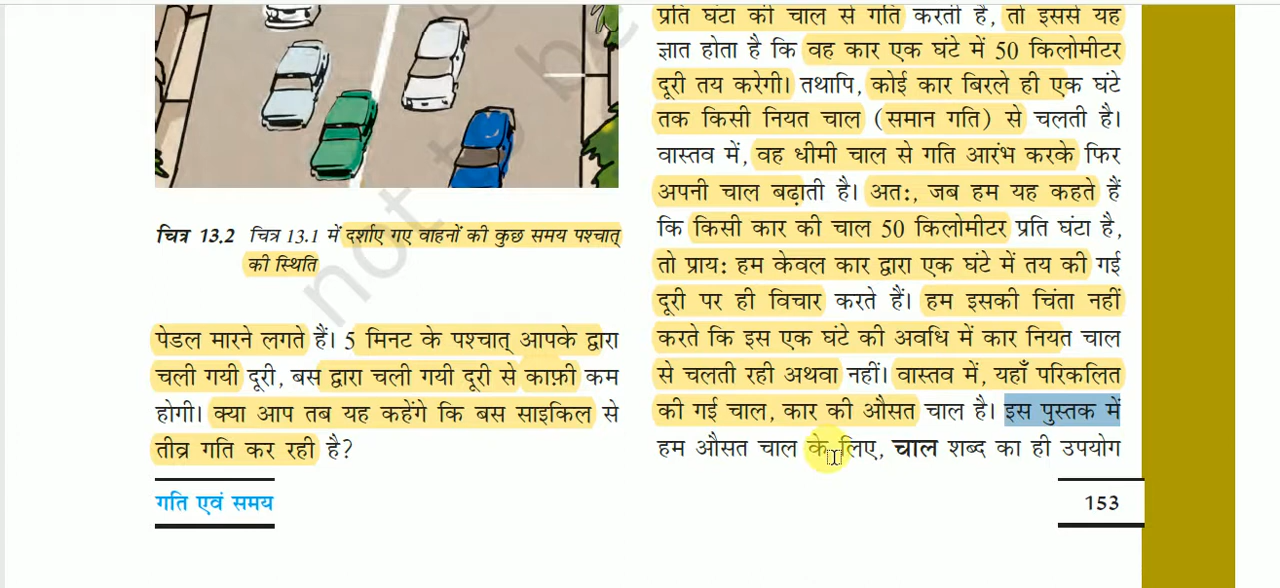 चित्र 13.2 चित्र 13.1 में दर्शाए गए वाहनों की कुछ समय पश्चात्
की स्थिति
पेडल मारने लगते हैं। 5 मिनट के पश्चात् आपके द्वारा
चली गयी दूरी, बस द्वारा चली गयी दूरी से काफ़ी कम
होगी। क्या आप तब यह कहेंगे कि बस साइकिल से
तीव्र गति कर रही है?
प्रति घंटा की चाल से गति करती है, तो इससे यह
ज्ञात होता है कि वह कार एक घंटे में 50 किलोमीटर
दूरी तय करेगी। तथापि, कोई कार बिरले ही एक घंटे
तक किसी नियत चाल (समान गति) से चलती है।
वास्तव में, वह धीमी चाल से गति आरंभ करके फिर
अपनी चाल बढ़ाती है। अत:, जब हम यह कहते हैं
कि किसी कार की चाल 50 किलोमीटर प्रति घंटा है,
तो प्राय: हम केवल कार द्वारा एक घंटे में तय की गई
दूरी पर ही विचार करते हैं। हम इसकी चिंता नहीं
करते कि इस एक घंटे की अवधि में कार नियत चाल
से चलती रही अथवा नहीं। वास्तव में, यहाँ परिकलित
की गई चाल, कार की औसत चाल है। इस पुस्तक में
हम औसत चाल के लिए, चाल शब्द का ही उपयोग
गति एवं समय
153
not
be